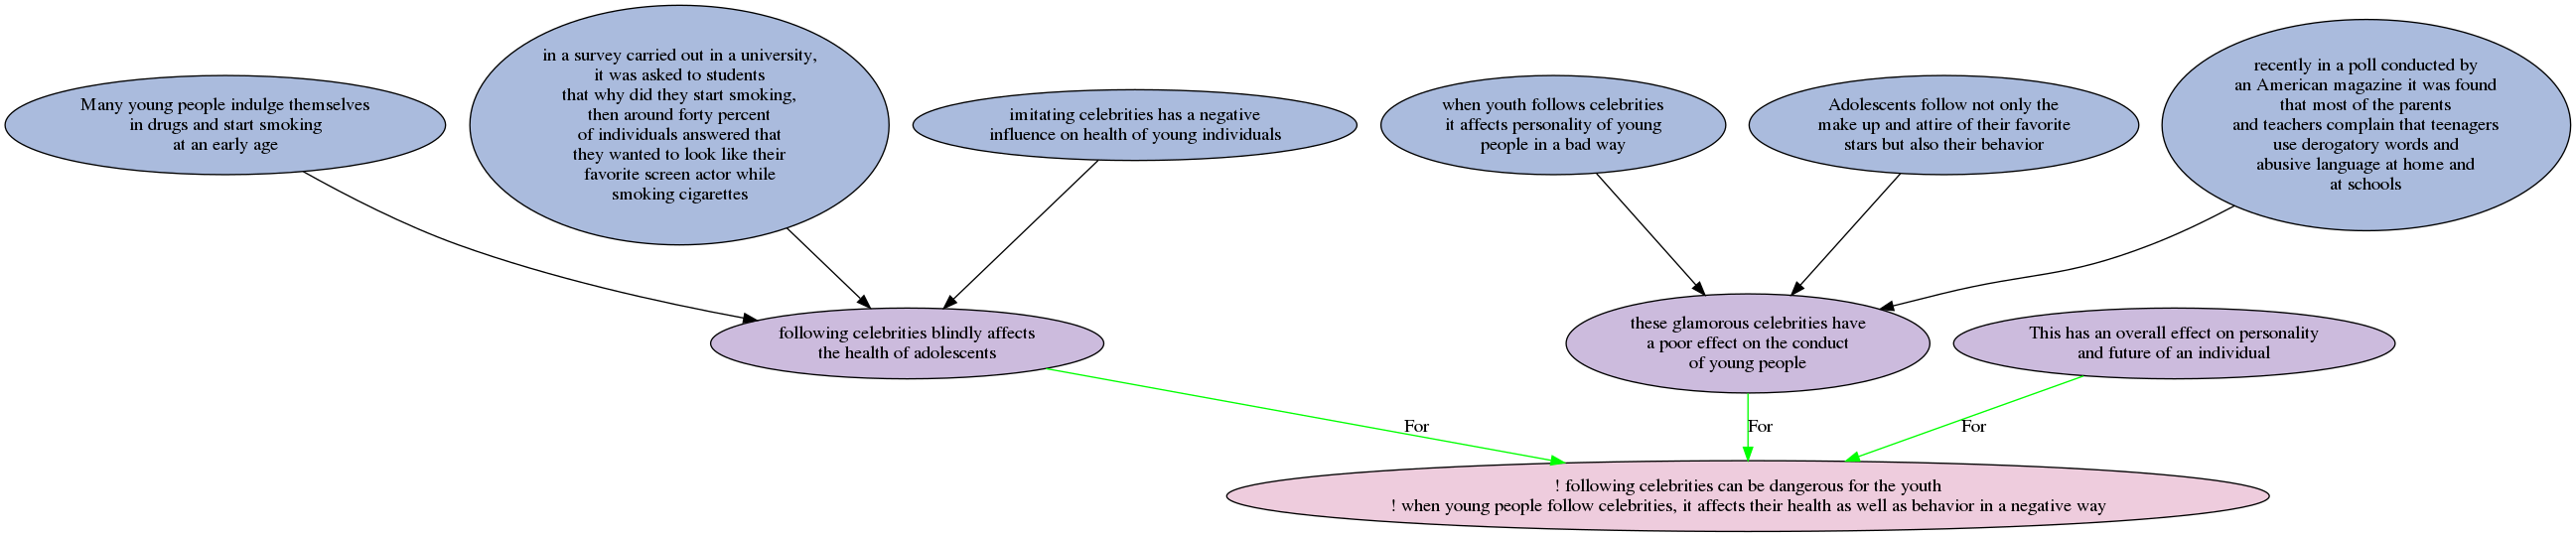 Many young people indulge themselves
in drugs and start smoking
at an early age
in a survey carried out in a university,
it was asked to students
that why did they start smoking,
then around forty percent
of individuals answered that
they wanted to look like their
favorite screen actor while
smoking cigarettes
imitating celebrities has a negative
influence on health of young individuals
when youth follows celebrities
it affects personality of young
people in a bad way
Adolescents follow not only the
make up and attire of their favorite
stars but also their behavior
recently in a poll conducted by
an American magazine it was found
that most of the parents
and teachers complain that teenagers
use derogatory words and
abusive language at home and
at schools
following celebrities blindly affects
the health of adolescents
these glamorous celebrities have
a poor effect on the conduct
of young people
This has an overall effect on personality
and future of an individual
For
For
For
! following celebrities can be dangerous for the youth
! when young people follow celebrities, it affects their health as well as behavior in a negative way